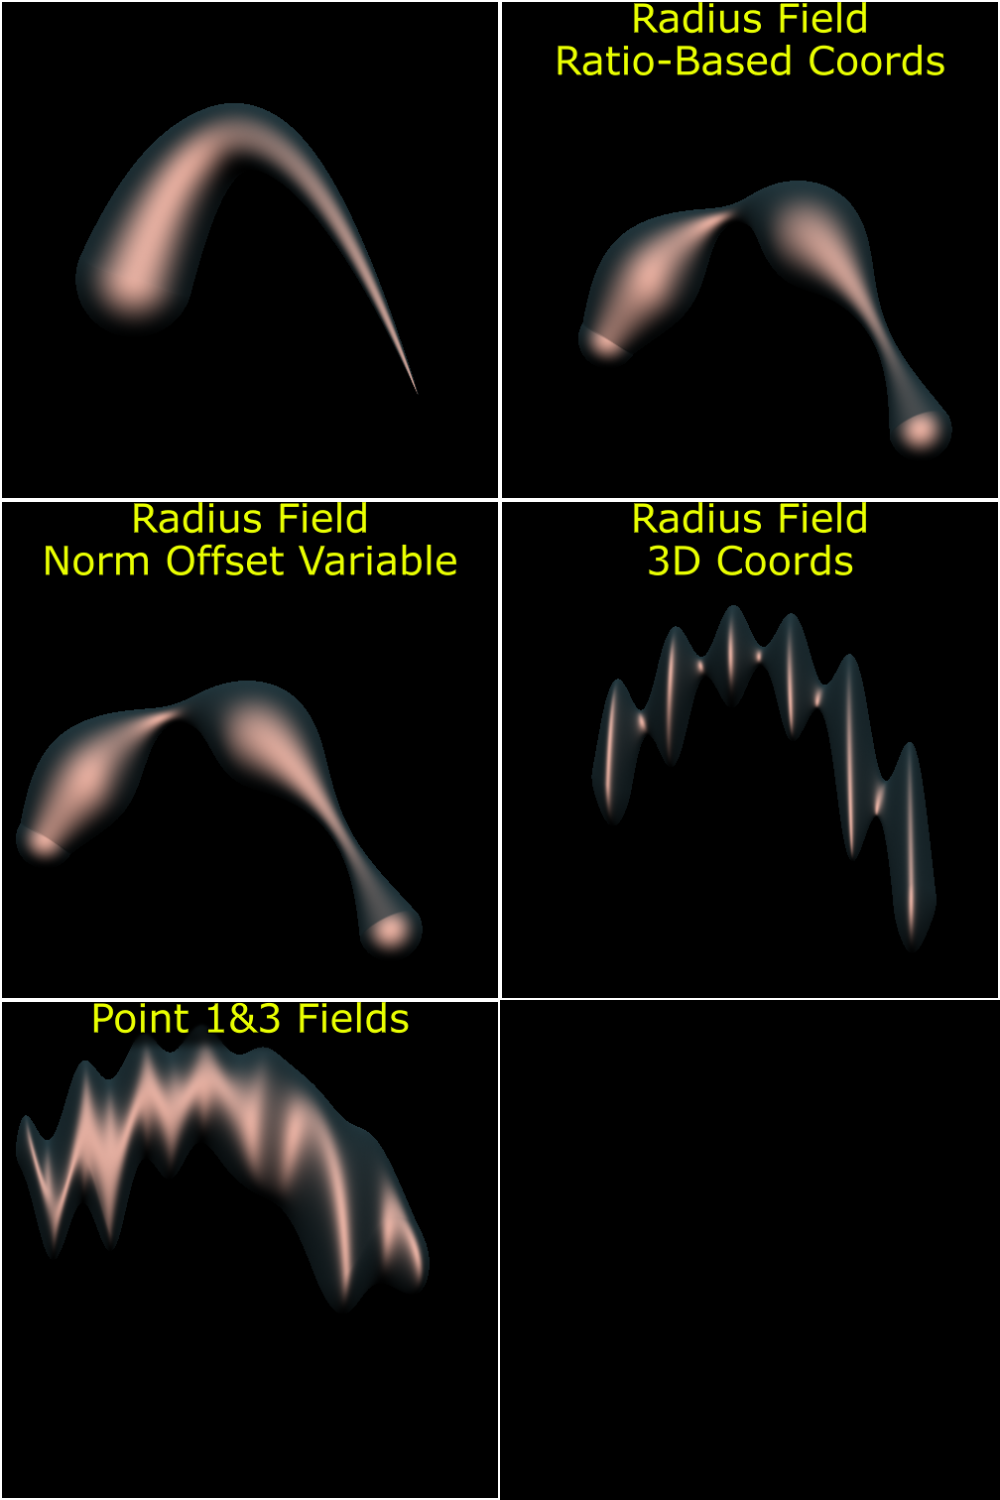 Radius Field
Ratio-Based Coords
Radius Field
Norm Offset Variable
Radius Field
3D Coords
Point 1&3 Fields